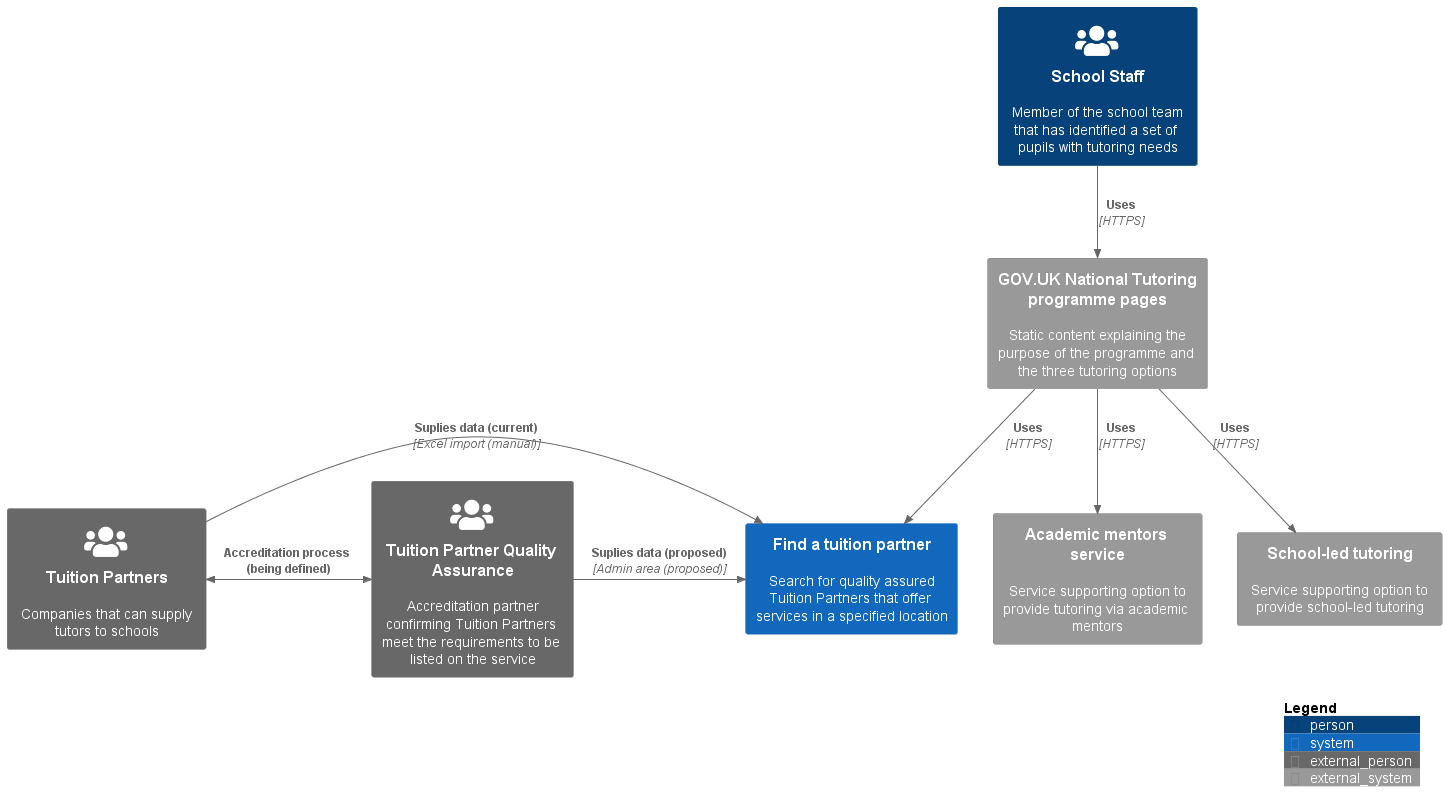 School Staff
Member of the school team
that has identified a set of
pupils with tutoring needs
Uses
[HTTPS]
GOV.UK National Tutoring
programme pages
Static content explaining the
purpose of the programme and
the three tutoring options
Suplies data (current)
[Excel import (manual)]
Uses
[HTTPS]
Uses
[HTTPS]
Uses
[HTTPS]
Tuition Partners
Companies that can supply
tutors to schools
Accreditation process
(being defined)
Tuition Partner Quality
Assurance
Accreditation partner
confirming Tuition Partners
meet the requirements to be
listed on the service
Suplies data (proposed)
[Admin area (proposed)]
Find a tuition partner
Search for quality assured
Tuition Partners that offer
services in a specified location
Academic mentors
service
Service supporting option to
provide tutoring via academic
mentors
School-led tutoring
Service supporting option to
provide school-led tutoring
Legend
person
system
external_person
external_system